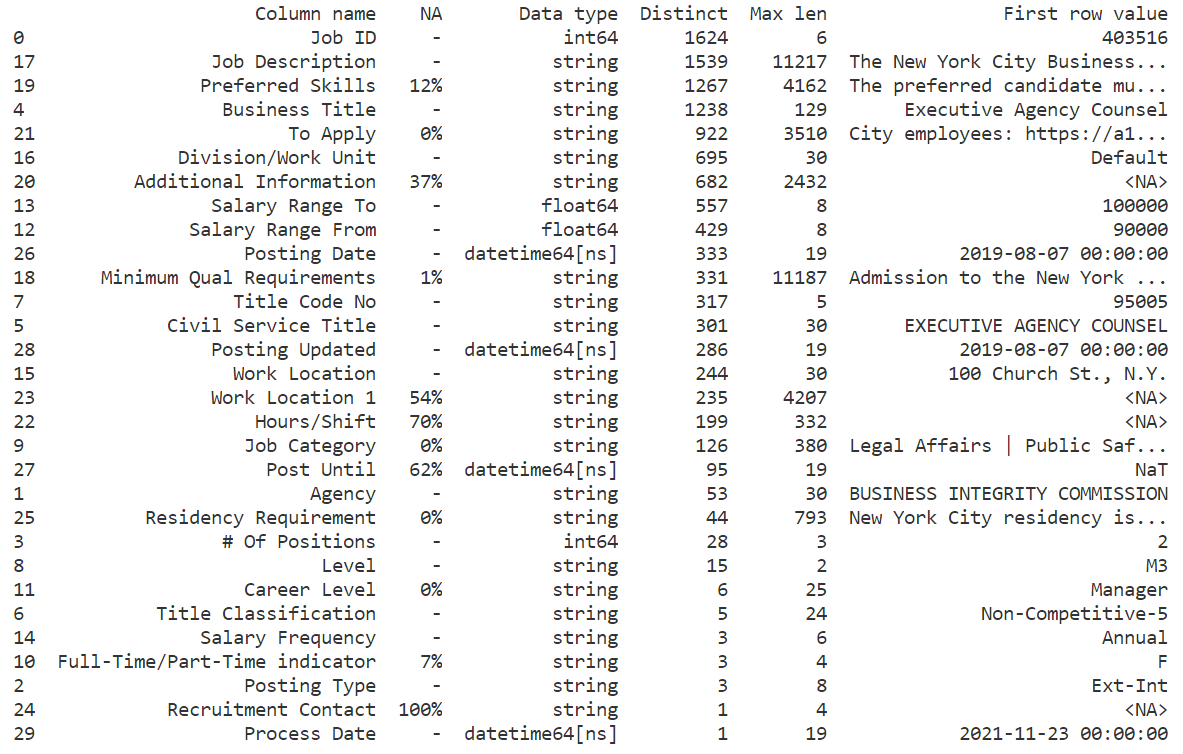 Column name NA Data type Distinct Max len First row value
0 Job ID - int64 1624 6 403516
17 Job Description - string 1539 11217 The New York City Business...
19 Preferred Skills 12% string 1267 4162 The preferred candidate mu...
4 Business Title - string 1238 129 Executive Agency Counsel
21 To Apply 0% string 922 3510 City employees: https://a1...
16 Division/Work Unit - string 695 30 Default
20 Additional Information 37% string 682 2432 <NA>
13 Salary Range To - float64 557 8 100000
12 Salary Range From - float64 429 8 90000
26 Posting Date - datetime64[ns] 333 19 2019-08-07 00:00:00
18 Minimum Qual Requirements 1% string 331 11187 Admission to the New York ...
7 Title Code No - string 317 5 95005
5 Civil Service Title - string 301 30 EXECUTIVE AGENCY COUNSEL
28 Posting Updated - datetime64[ns] 286 19 2019-08-07 00:00:00
15 Work Location - string 244 30 100 Church St., N.Y.
23 Work Location 1 54% string 235 4207 <NA>
22 Hours/Shift 70% string 199 332 <NA>
9 Job Category 0% string 126 380 Legal Affairs | Public Saf...
27 Post Until 62% datetime64[ns] 95 19 NaT
1 Agency - string 53 30 BUSINESS INTEGRITY COMMISSION
25 Residency Requirement 0% string 44 793 New York City residency is...
3 # Of Positions - int64 28 3 2
8 Level - string 15 2 M3
11 Career Level 0% string 6 25 Manager
6 Title Classification - string 5 24 Non-Competitive-5
14 Salary Frequency - string 3 6 Annual
10 Full-Time/Part-Time indicator 7% string 3 4 F
2 Posting Type - string 3 8 Ext-Int
24 Recruitment Contact 100% string 1 4 <NA>
29 Process Date - datetime64[ns] 1 19 2021-11-23 00:00:00